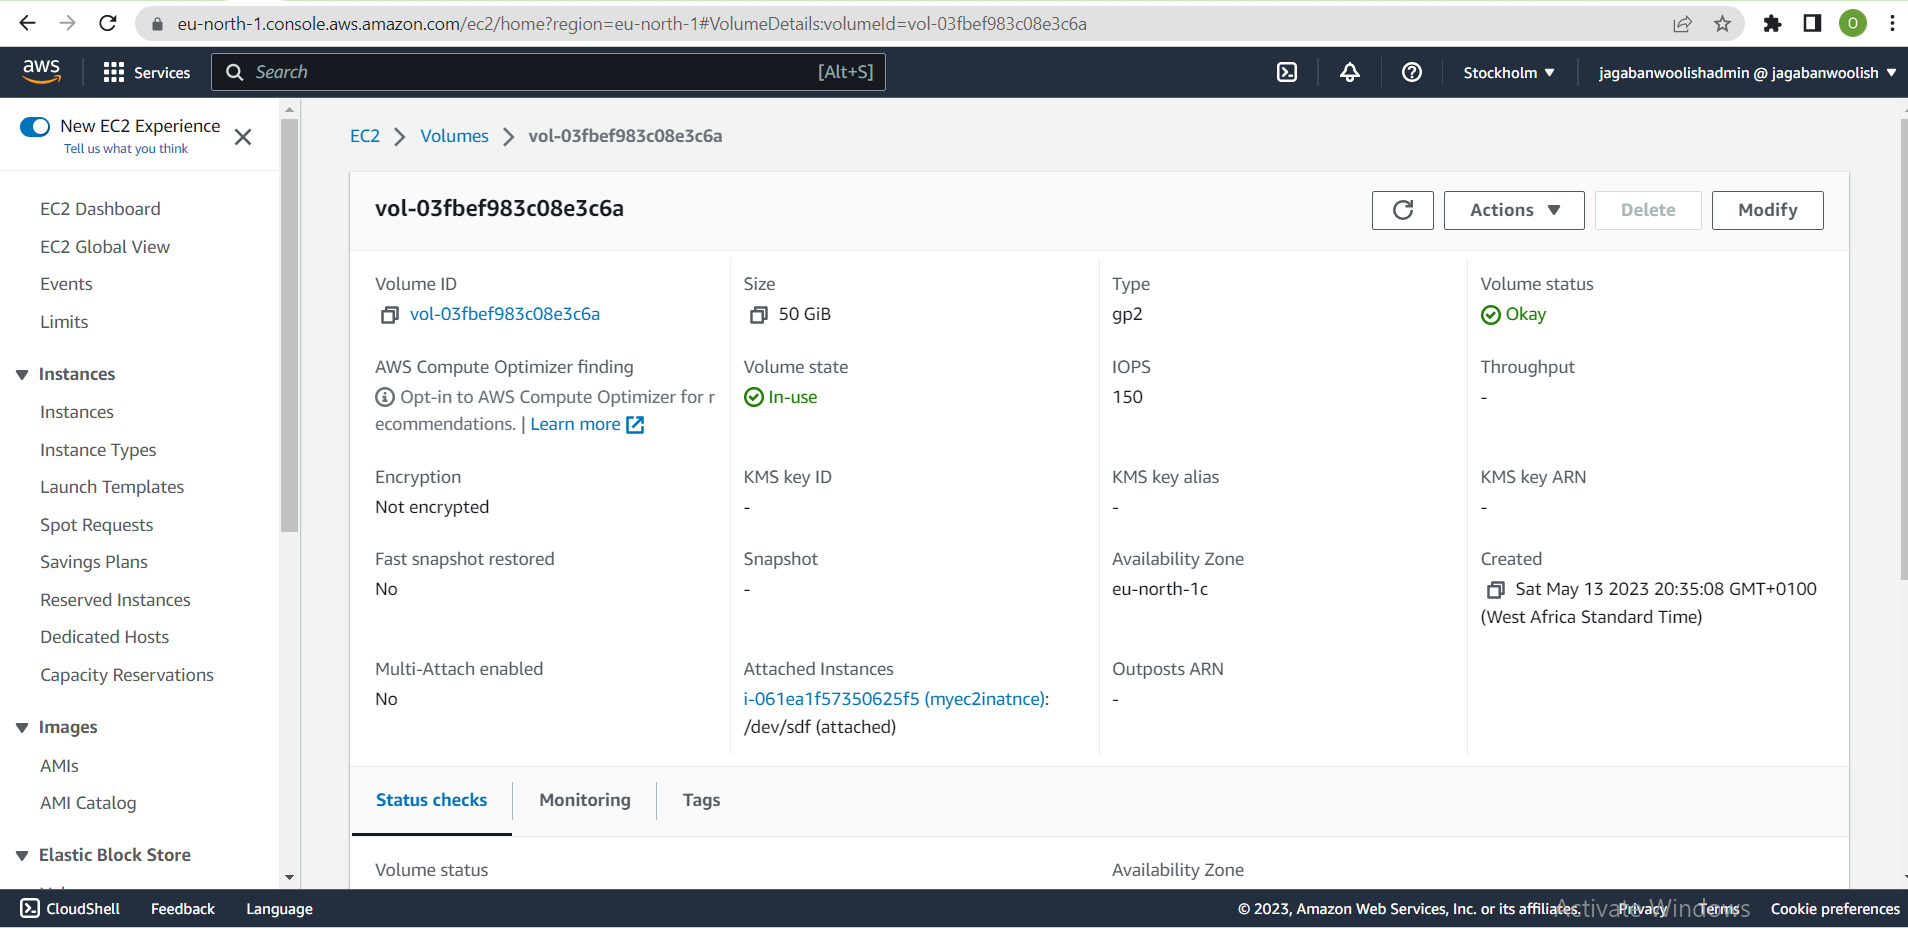 eu-north-1.console.aws.amazon.com/ec2/home?region=eu-north-1#VolumeDetails:volumeId=vol-03fbef983c08e3c6a
O
aws
Services
Search
[Alt+S]
Stockholm
jagabanwoolishadmin @ jagabanwoolish
New EC2 Experience
Tell us what you think
EC2 Dashboard
EC2 Global View
Events
Limits
Instances
Instances
Instance Types
Launch Templates
Spot Requests
Savings Plans
Reserved Instances
Dedicated Hosts
Capacity Reservations
Images
AMIs
AMI Catalog
Elastic Block Store
EC2
Volumes
vol-03fbef983c08e3c6a
vol-03fbef983c08e3c6a
Actions
Delete
Modify
Volume ID
vol-03fbef983c08e3c6a
Size
50 GiB
Type
gp2
Volume status
Okay
AWS Compute Optimizer finding
Opt-in to AWS Compute Optimizer for r
ecommendations. | Learn more
Volume state
In-use
IOPS
150
Throughput
-
Encryption
Not encrypted
KMS key ID
-
KMS key alias
-
KMS key ARN
-
Fast snapshot restored
No
Snapshot
-
Availability Zone
eu-north-1c
Created
Sat May 13 2023 20:35:08 GMT+0100
(West Africa Standard Time)
Multi-Attach enabled
No
Attached Instances
i-061ea1f57350625f5 (myec2inatnce):
/dev/sdf (attached)
Outposts ARN
-
Status checks
Monitoring
Tags
Volume status
Availability Zone
CloudShell
Feedback
Language
© 2023, Amazon Web Services, Inc. or its affiliates.
Privacy
Terms
Cookie preferences
Activate Windows